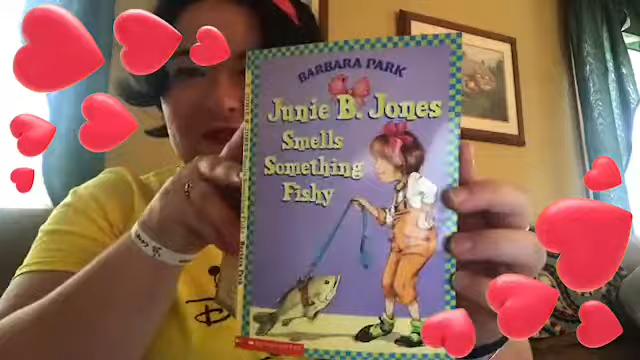 BARBARA PARK
Junie B. Jones
Smells
Something
Fishy